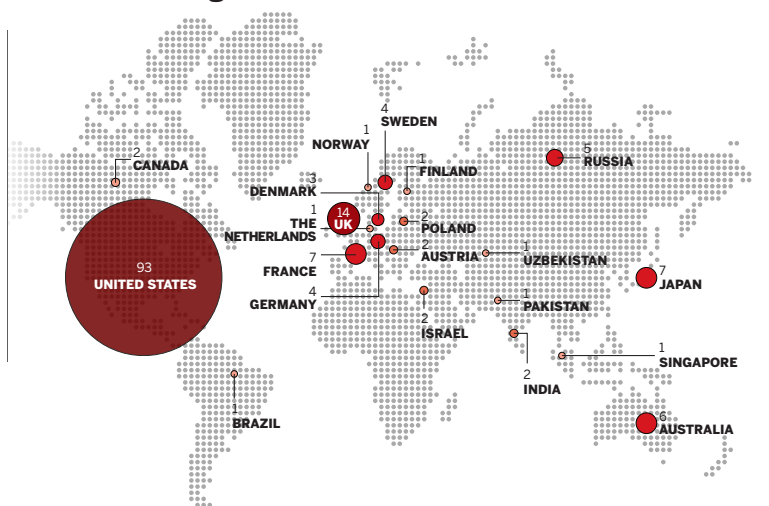 4
SWEDEN
1
NORWAY
2
CANADA
1
FINLAND
5
RUSSIA
3
DENMARK
14
UK
1
THE
NETHERLANDS
2
POLAND
2
AUSTRIA
1
UZBEKISTAN
7
FRANCE
93
UNITED STATES
7
JAPAN
4
GERMANY
1
PAKISTAN
2
ISRAEL
1
SINGAPORE
2
INDIA
1
BRAZIL
6
AUSTRALIA